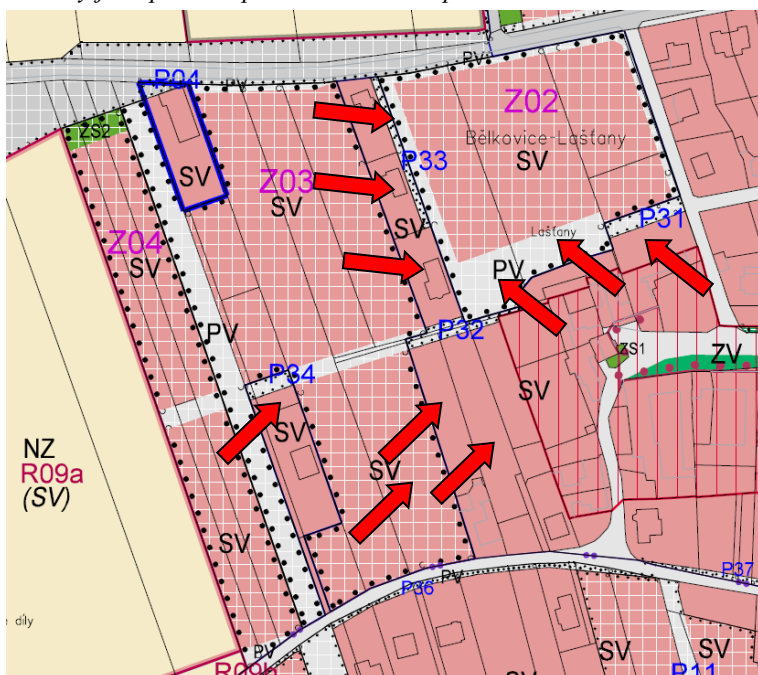 P04
PV
PV
Z02
ZS2
Bělkovice-Lašťany
SV
P33
SV
Z03
SV
SV
P31
Z04
SV
Lašťany
PV
PV
P32
ZS1
ZV
P34
SV
SV
NZ
R09a
(SV)
SV
SV
PV
P36
P37
e díly
PV
R09b
SV
SV
SV
P11